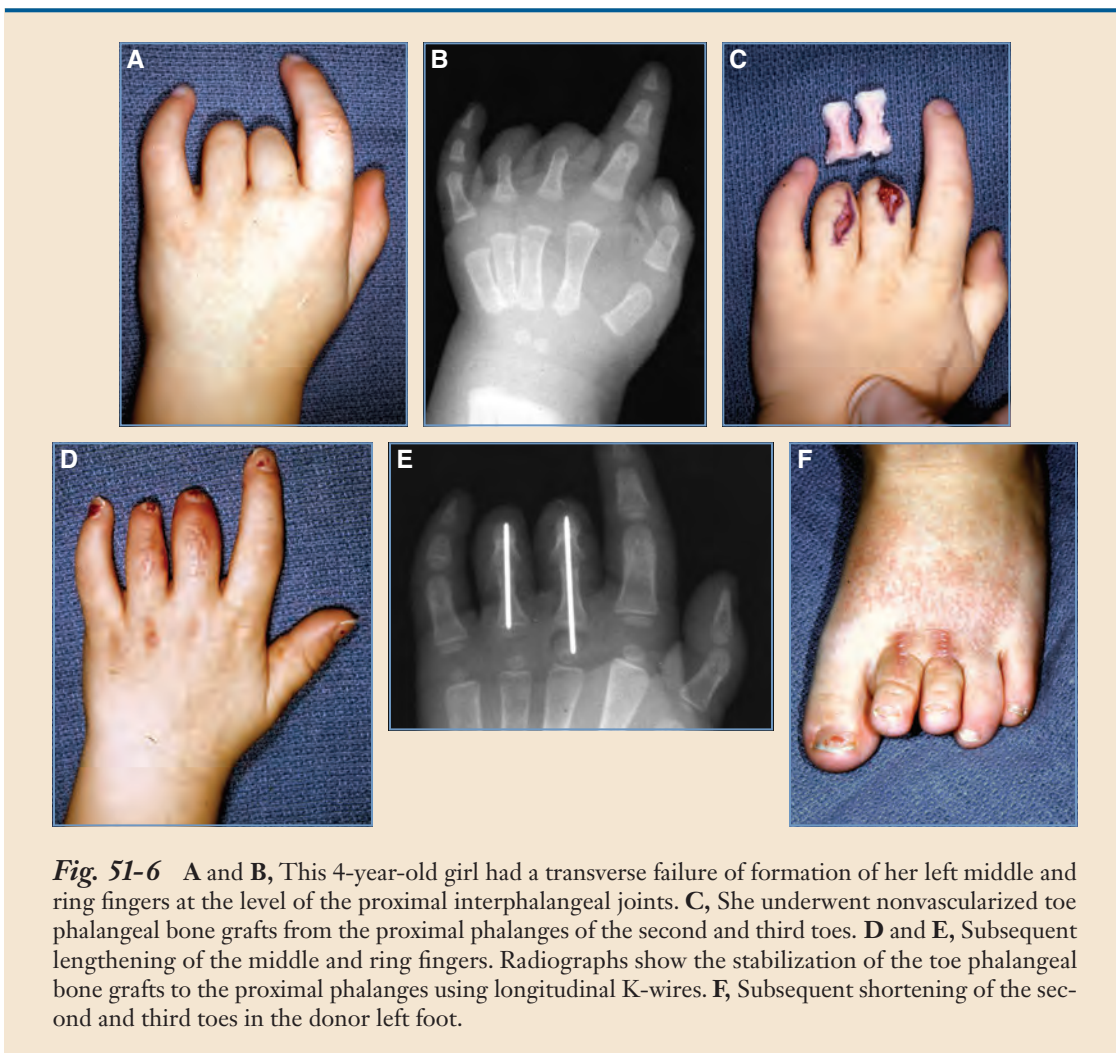 A
B
C
D
E
F
Fig. 51-6 A and B, This 4-year-old girl had a transverse failure of formation of her left middle and
ring fingers at the level of the proximal interphalangeal joints. C, She underwent nonvascularized toe
phalangeal bone grafts from the proximal phalanges of the second and third toes. D and E, Subsequent
lengthening of the middle and ring fingers. Radiographs show the stabilization of the toe phalangeal
bone grafts to the proximal phalanges using longitudinal K-wires. F, Subsequent shortening of the sec-
ond and third toes in the donor left foot.